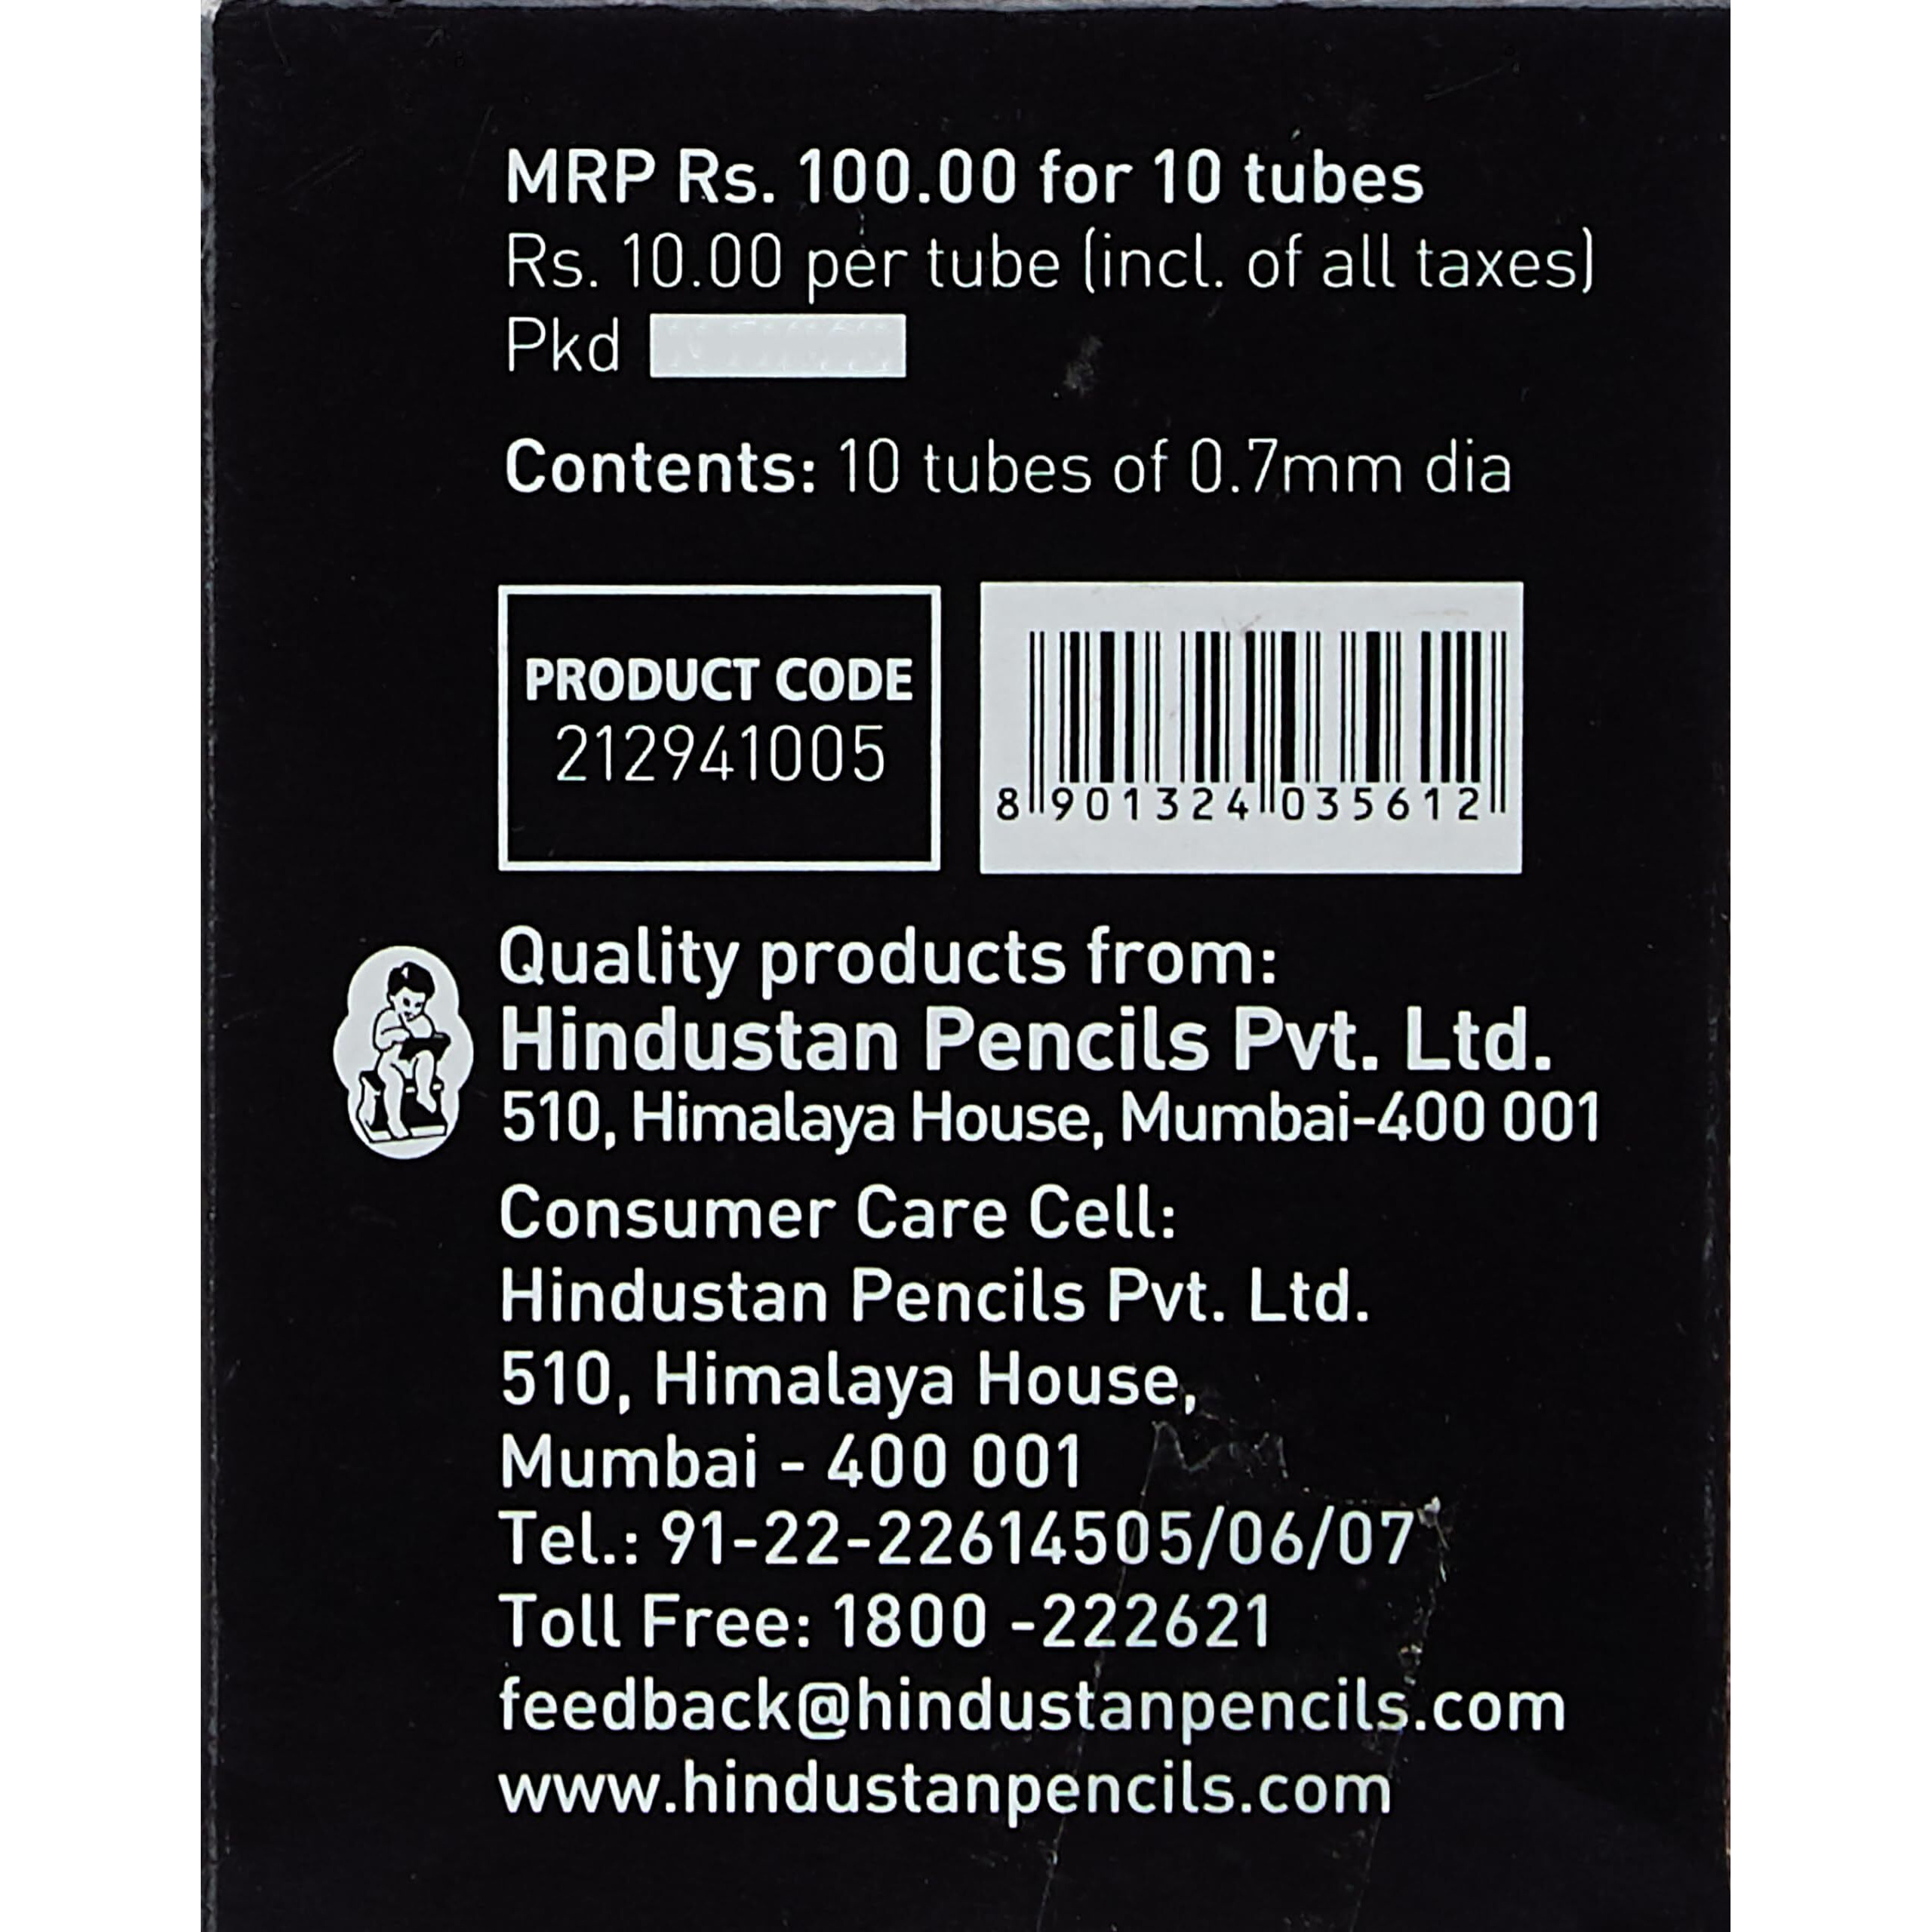 MRP Rs. 100.00 for 10 tubes
Rs. 10.00 per tube (incl. of all taxes)
Pkd
Contents: 10 tubes of 0.7mm dia
PRODUCT CODE
212941005
8 901324 035612
Quality products from:
Hindustan Pencils Pvt. Ltd.
510, Himalaya House, Mumbai-400 001
Consumer Care Cell:
Hindustan Pencils Pvt. Ltd.
510, Himalaya House,
Mumbai - 400 001
Tel.: 91-22-22614505/06/07
Toll Free: 1800 -222621
feedback@hindustanpencils.com
www.hindustanpencils.com